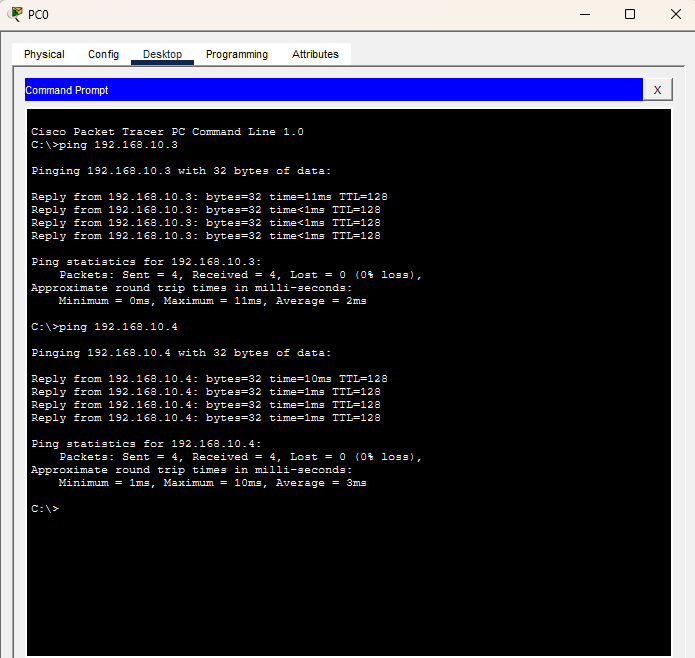 PC0
Physical Config Desktop Programming Attributes
Command Prompt X
Cisco Packet Tracer PC Command Line 1.0
C:\>ping 192.168.10.3
Pinging 192.168.10.3 with 32 bytes of data:
Reply from 192.168.10.3: bytes=32 time=11ms TTL=128
Reply from 192.168.10.3: bytes=32 time<1ms TTL=128
Reply from 192.168.10.3: bytes=32 time<1ms TTL=128
Reply from 192.168.10.3: bytes=32 time<1ms TTL=128
Ping statistics for 192.168.10.3:
Packets: Sent = 4, Received = 4, Lost = 0 (0% loss),
Approximate round trip times in milli-seconds:
Minimum = 0ms, Maximum = 11ms, Average = 2ms
C:\>ping 192.168.10.4
Pinging 192.168.10.4 with 32 bytes of data:
Reply from 192.168.10.4: bytes=32 time=10ms TTL=128
Reply from 192.168.10.4: bytes=32 time=1ms TTL=128
Reply from 192.168.10.4: bytes=32 time=1ms TTL=128
Reply from 192.168.10.4: bytes=32 time=1ms TTL=128
Ping statistics for 192.168.10.4:
Packets: Sent = 4, Received = 4, Lost = 0 (0% loss),
Approximate round trip times in milli-seconds:
Minimum = 1ms, Maximum = 10ms, Average = 3ms
C:\>